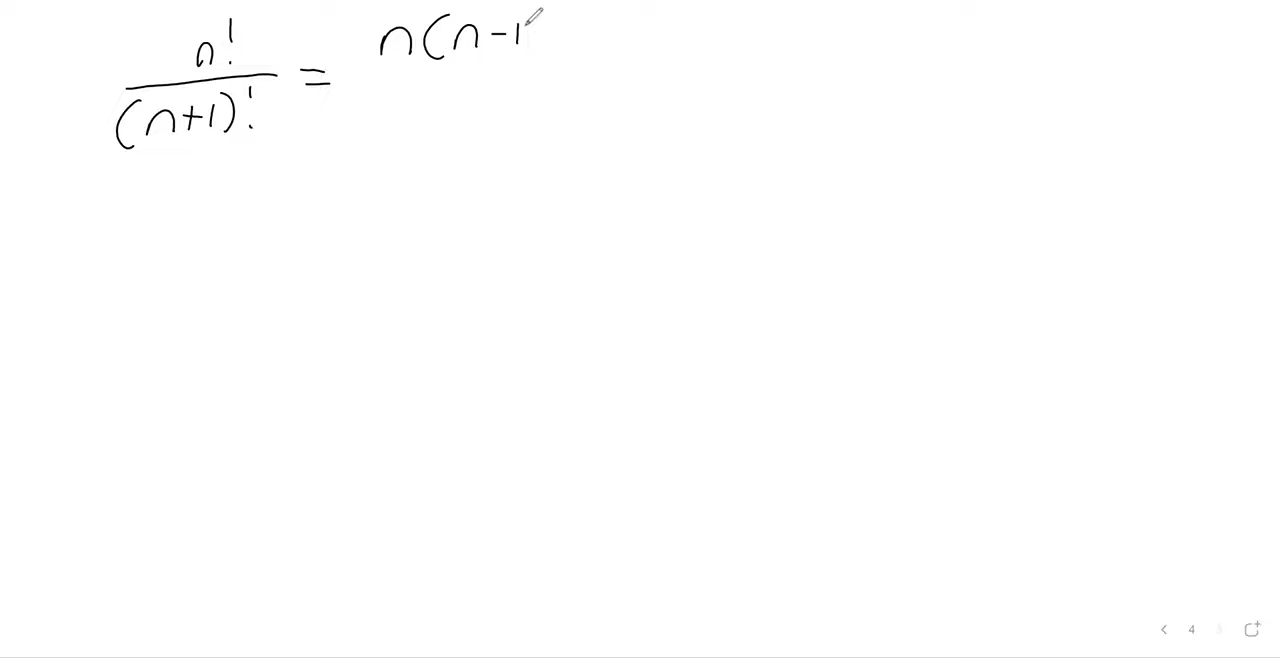 n! / (n+1)! = n(n-1
4